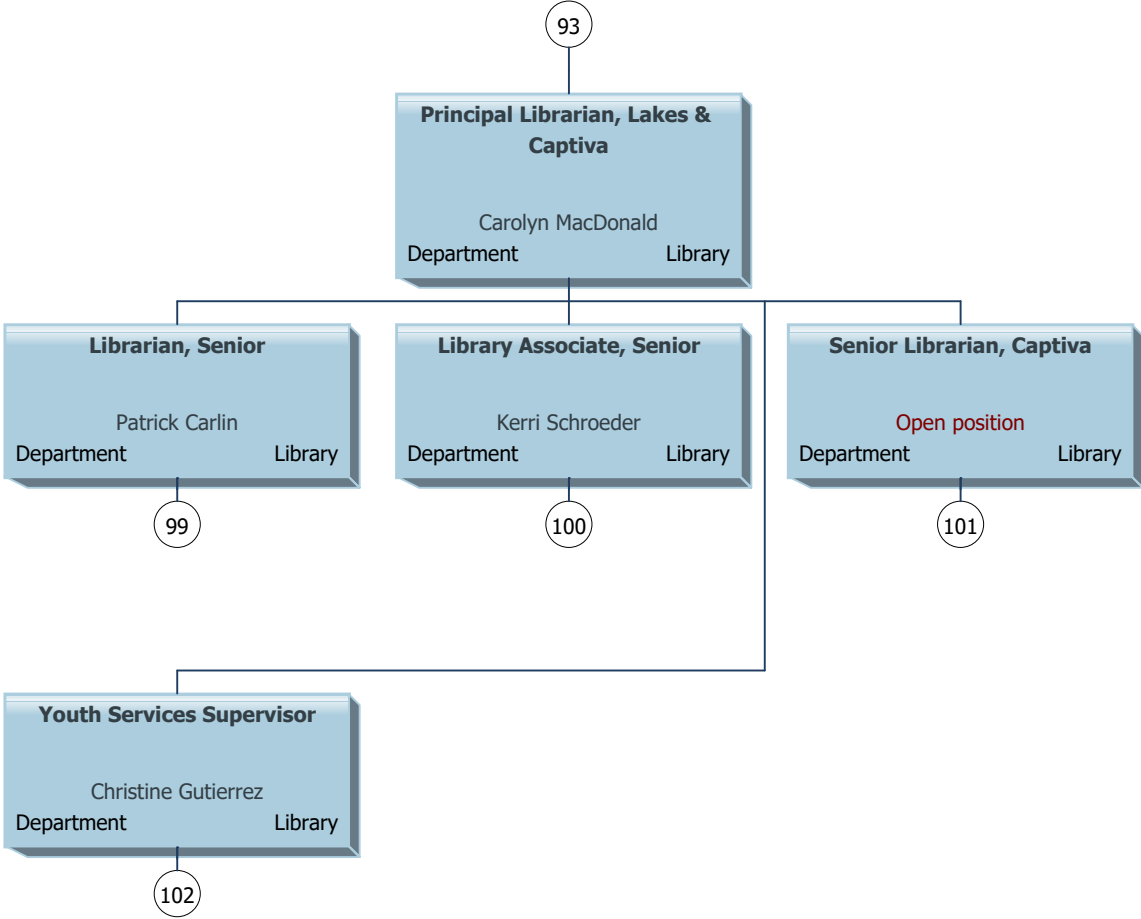 93
Principal Librarian, Lakes &
Captiva
Carolyn MacDonald
Department Library
Librarian, Senior
Patrick Carlin
Department Library
99
Library Associate, Senior
Kerri Schroeder
Department Library
100
Senior Librarian, Captiva
Open position
Department Library
101
Youth Services Supervisor
Christine Gutierrez
Department Library
102